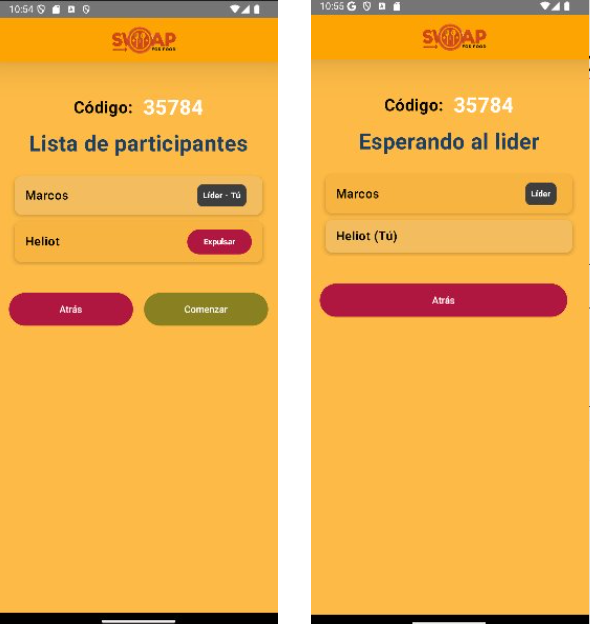 10:54
SWAP
FOR FOOD
Código: 35784
Lista de participantes
Marcos
Líder - Tú
Heliot
Expulsar
Atrás
Comenzar
10:55 G
SWAP
FOR FOOD
Código: 35784
Esperando al lider
Marcos
Líder
Heliot (Tú)
Atrás